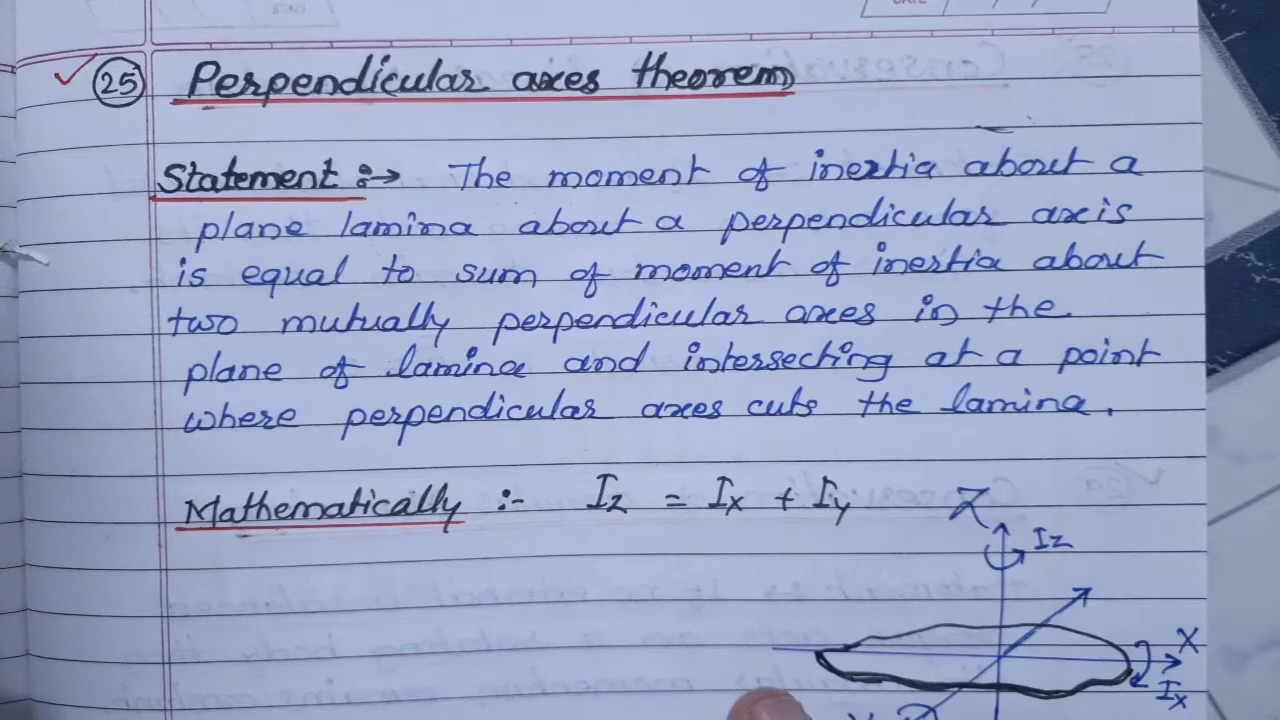 DATE
25 Perpendicular axes theorem
Statement :→ The moment of inertia about a
plane lamina about a perpendicular axis
is equal to sum of moment of inertia about
two mutually perpendicular axes in the
plane of lamina and intersecting at a point
where perpendicular axes cuts the lamina.
Mathematically :- Iz = Ix + Iy
Z
Iz
X
Ix